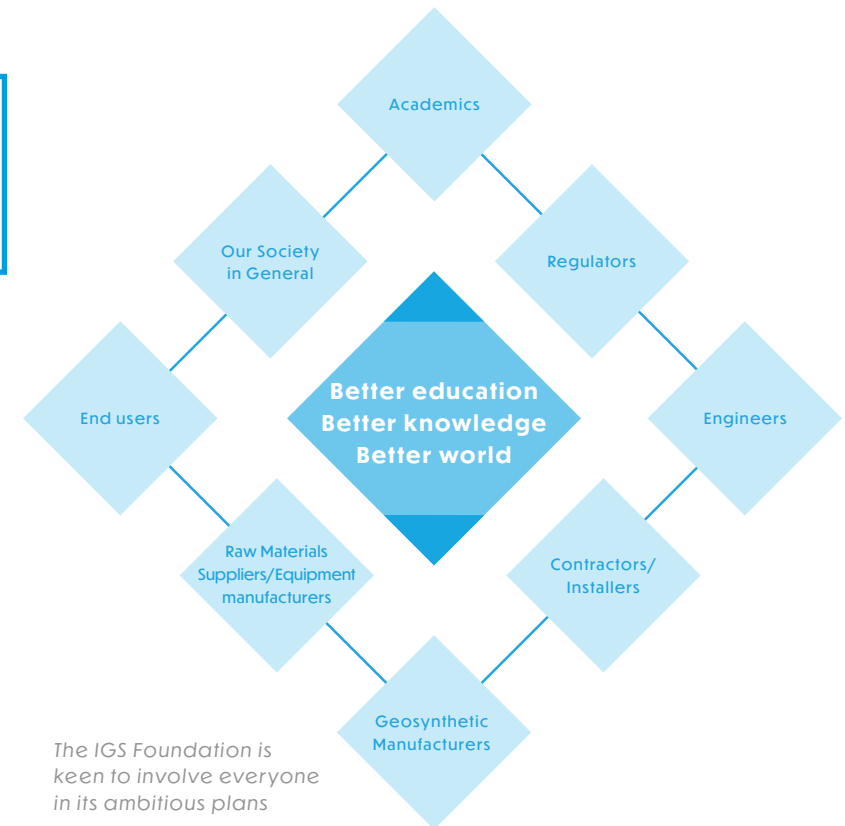 Academics
Our Society
in General
Regulators
Better education
Better knowledge
Better world
End users
Engineers
Raw Materials
Suppliers/Equipment
manufacturers
Contractors/
Installers
Geosynthetic
Manufacturers
The IGS Foundation is
keen to involve everyone
in its ambitious plans